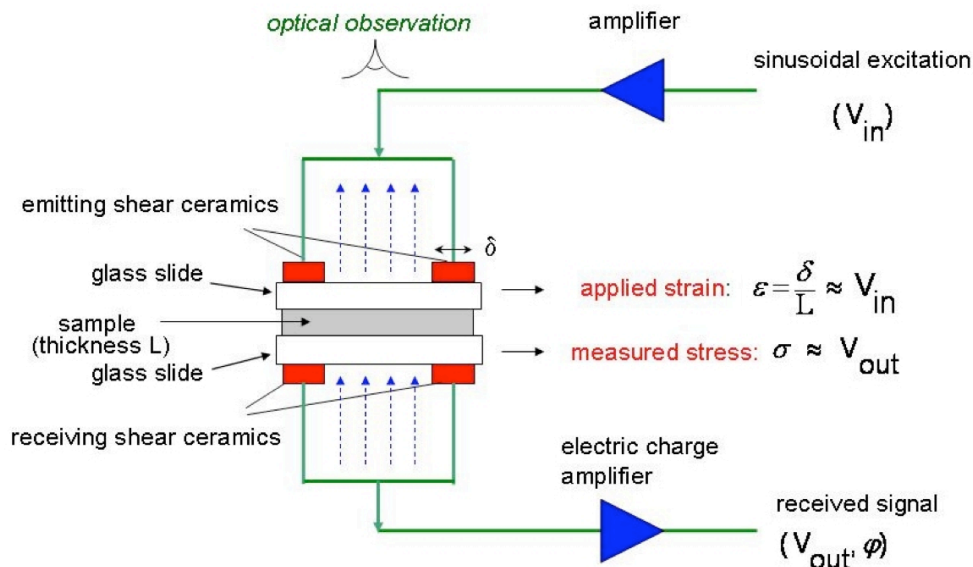 optical observation
amplifier
sinusoidal excitation
(V_in)
emitting shear ceramics
δ
glass slide
applied strain: ε = δ/L ≈ V_in
sample
(thickness L)
measured stress: σ ≈ V_out
glass slide
receiving shear ceramics
electric charge
amplifier
received signal
(V_out, φ)